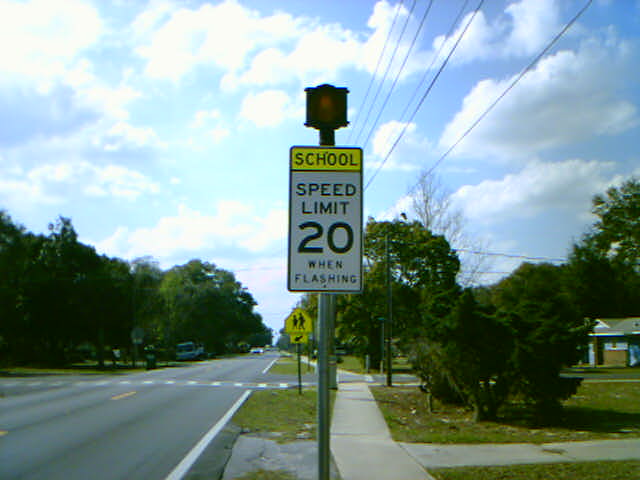 SCHOOL
SPEED
LIMIT
20
WHEN
FLASHING